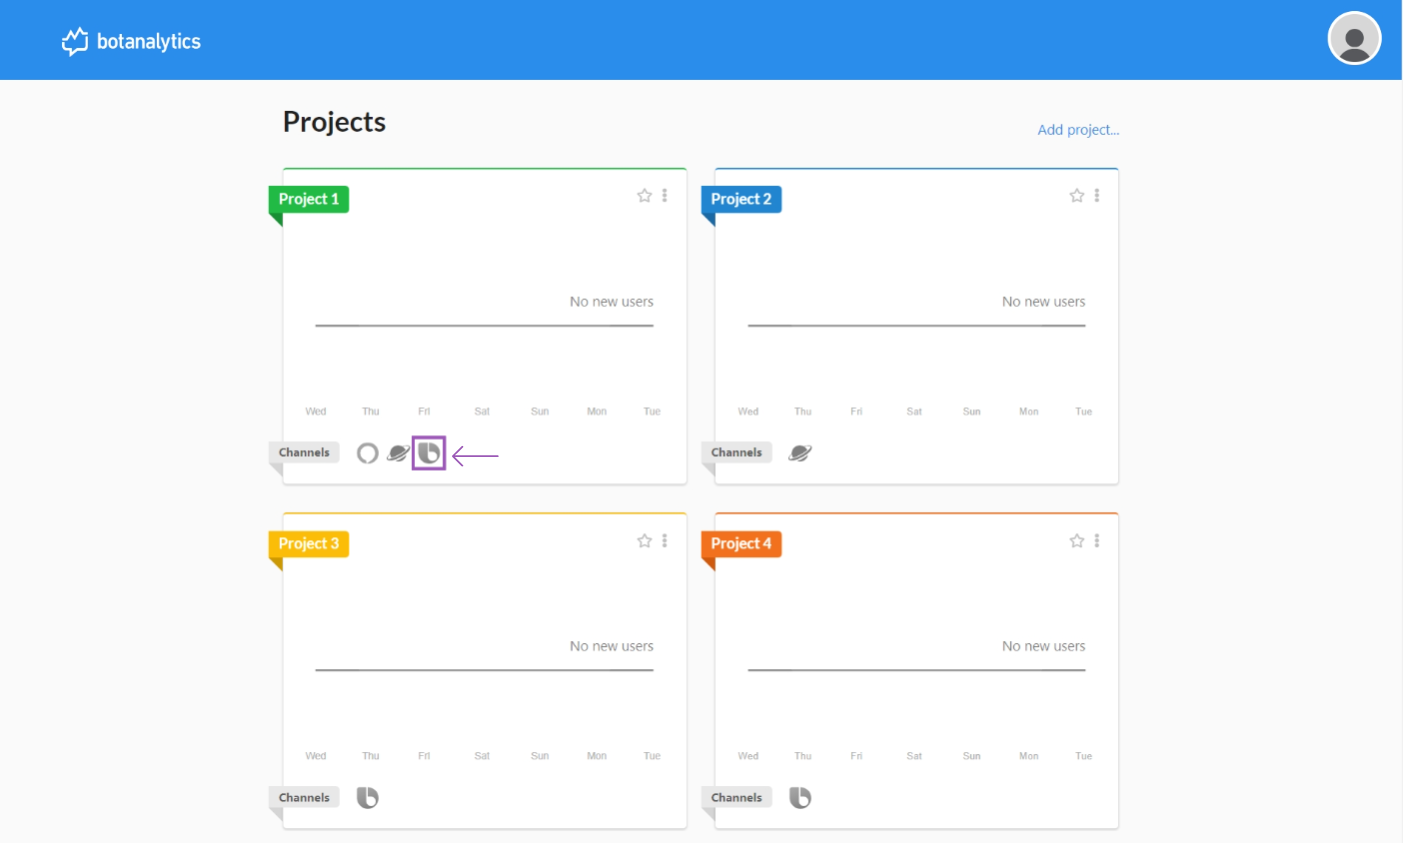 botanalytics
Projects
Add project...
Project 1
No new users
Wed Thu Fri Sat Sun Mon Tue
Channels
Project 2
No new users
Wed Thu Fri Sat Sun Mon Tue
Channels
Project 3
No new users
Wed Thu Fri Sat Sun Mon Tue
Channels
Project 4
No new users
Wed Thu Fri Sat Sun Mon Tue
Channels